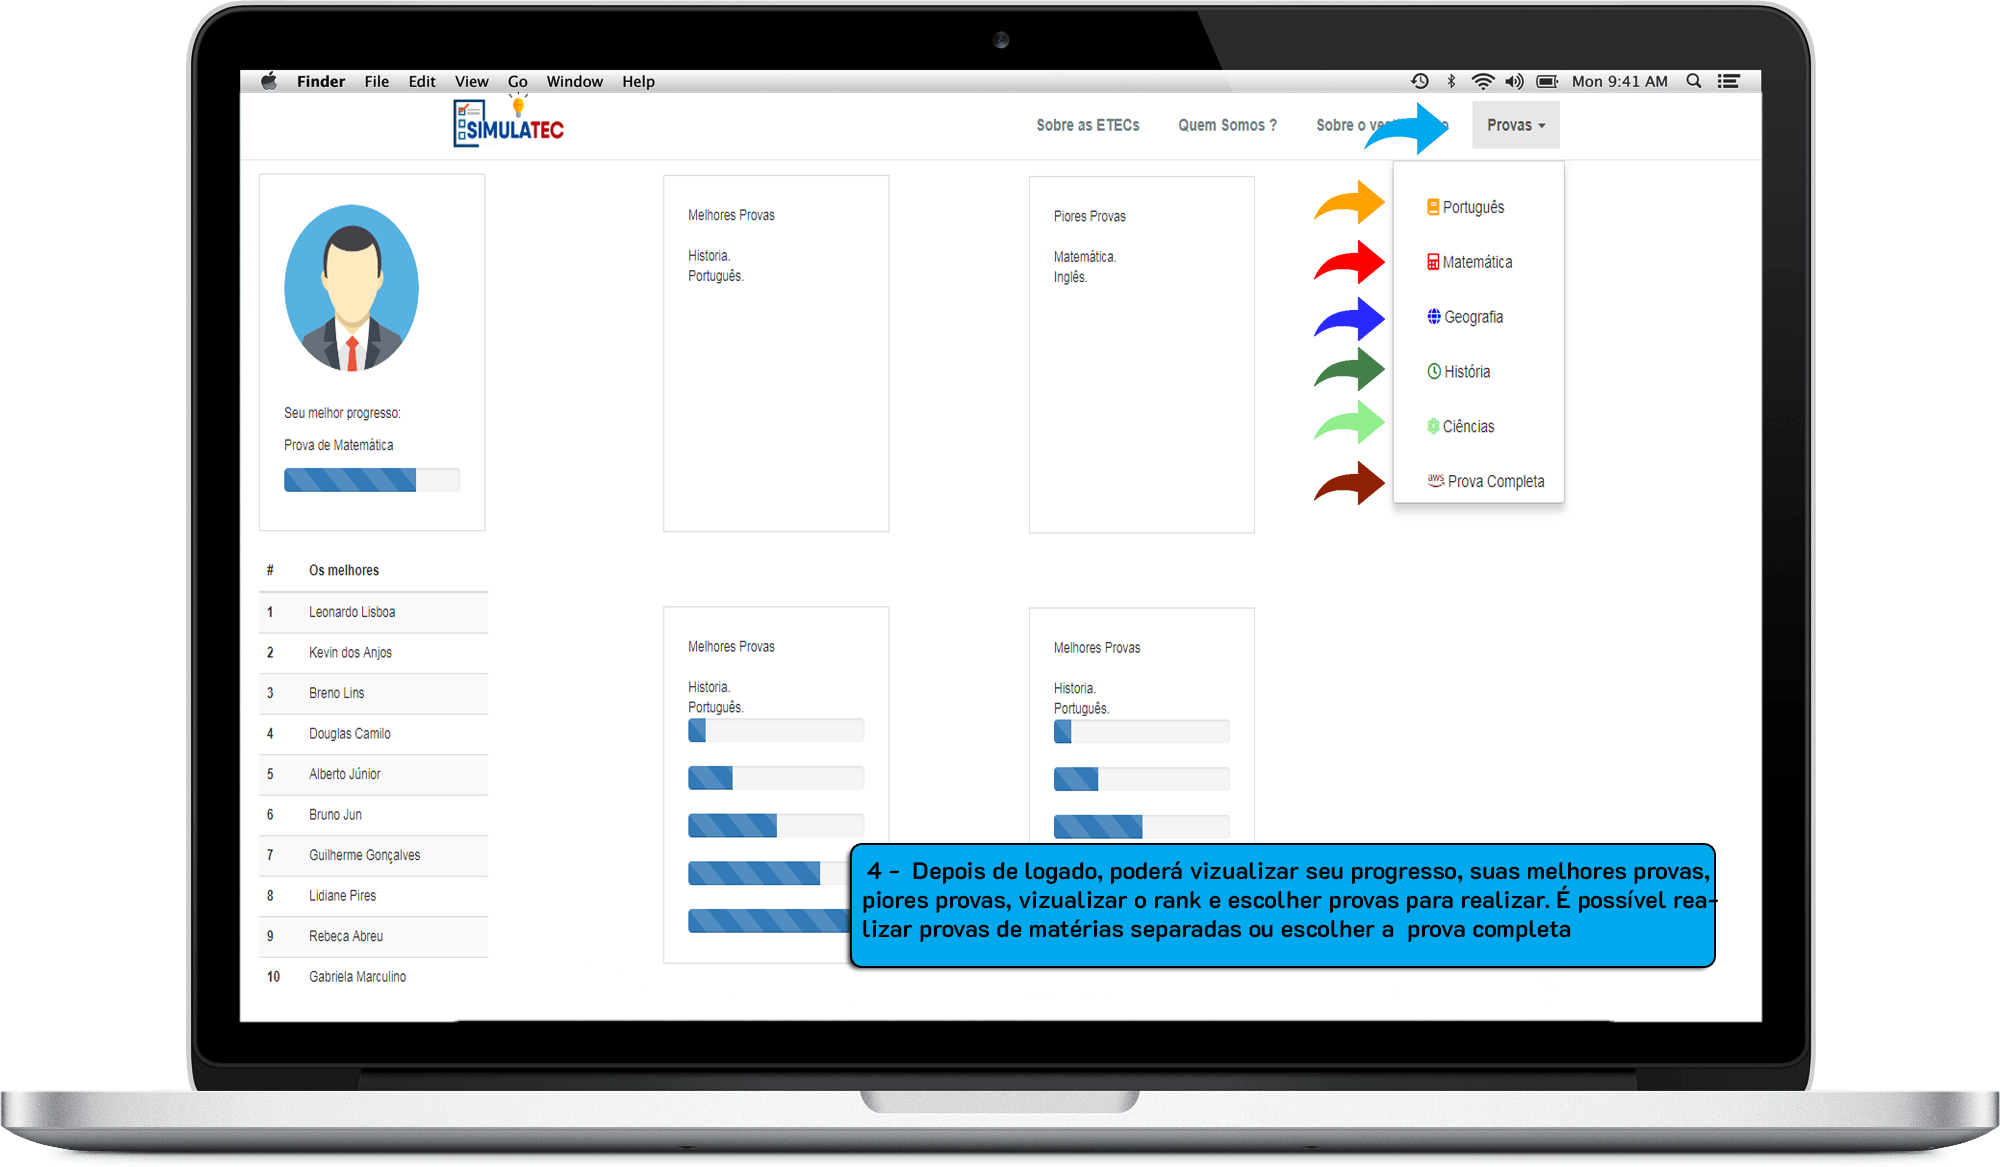 Finder File Edit View Go Window Help
Mon 9:41 AM
SIMULATEC
Sobre as ETECs
Quem Somos ?
Sobre o
Provas
Português
Matemática
Geografia
História
Ciências
aws Prova Completa
Seu melhor progresso:
Prova de Matemática
Melhores Provas
Historia.
Português.
Piores Provas
Matemática.
Inglês.
# Os melhores
1 Leonardo Lisboa
2 Kevin dos Anjos
3 Breno Lins
4 Douglas Camilo
5 Alberto Júnior
6 Bruno Jun
7 Guilherme Gonçalves
8 Lidiane Pires
9 Rebeca Abreu
10 Gabriela Marculino
Melhores Provas
Historia.
Português.
Melhores Provas
Historia.
Português.
4 - Depois de logado, poderá vizualizar seu progresso, suas melhores provas,
piores provas, vizualizar o rank e escolher provas para realizar. É possível rea-
lizar provas de matérias separadas ou escolher a prova completa